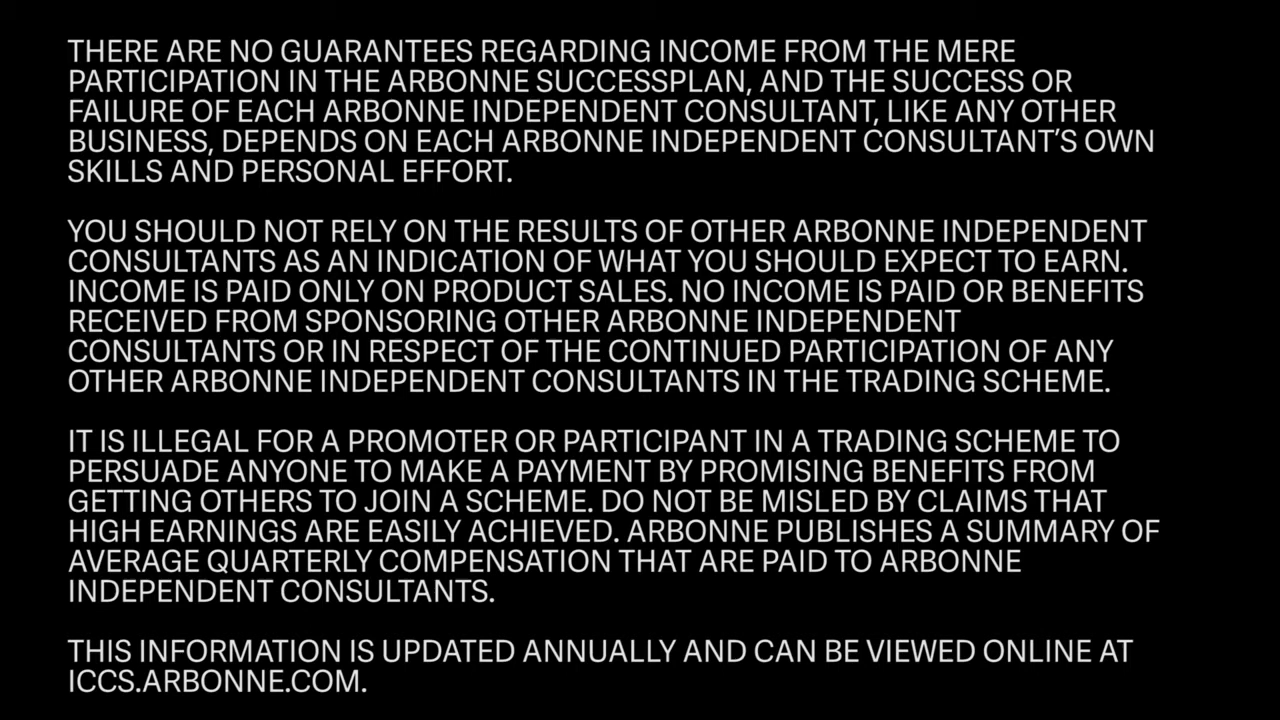 THERE ARE NO GUARANTEES REGARDING INCOME FROM THE MERE
PARTICIPATION IN THE ARBONNE SUCCESSPLAN, AND THE SUCCESS OR
FAILURE OF EACH ARBONNE INDEPENDENT CONSULTANT, LIKE ANY OTHER
BUSINESS, DEPENDS ON EACH ARBONNE INDEPENDENT CONSULTANT'S OWN
SKILLS AND PERSONAL EFFORT.
YOU SHOULD NOT RELY ON THE RESULTS OF OTHER ARBONNE INDEPENDENT
CONSULTANTS AS AN INDICATION OF WHAT YOU SHOULD EXPECT TO EARN.
INCOME IS PAID ONLY ON PRODUCT SALES. NO INCOME IS PAID OR BENEFITS
RECEIVED FROM SPONSORING OTHER ARBONNE INDEPENDENT
CONSULTANTS OR IN RESPECT OF THE CONTINUED PARTICIPATION OF ANY
OTHER ARBONNE INDEPENDENT CONSULTANTS IN THE TRADING SCHEME.
IT IS ILLEGAL FOR A PROMOTER OR PARTICIPANT IN A TRADING SCHEME TO
PERSUADE ANYONE TO MAKE A PAYMENT BY PROMISING BENEFITS FROM
GETTING OTHERS TO JOIN A SCHEME. DO NOT BE MISLED BY CLAIMS THAT
HIGH EARNINGS ARE EASILY ACHIEVED. ARBONNE PUBLISHES A SUMMARY OF
AVERAGE QUARTERLY COMPENSATION THAT ARE PAID TO ARBONNE
INDEPENDENT CONSULTANTS.
THIS INFORMATION IS UPDATED ANNUALLY AND CAN BE VIEWED ONLINE AT
ICCS.ARBONNE.COM.